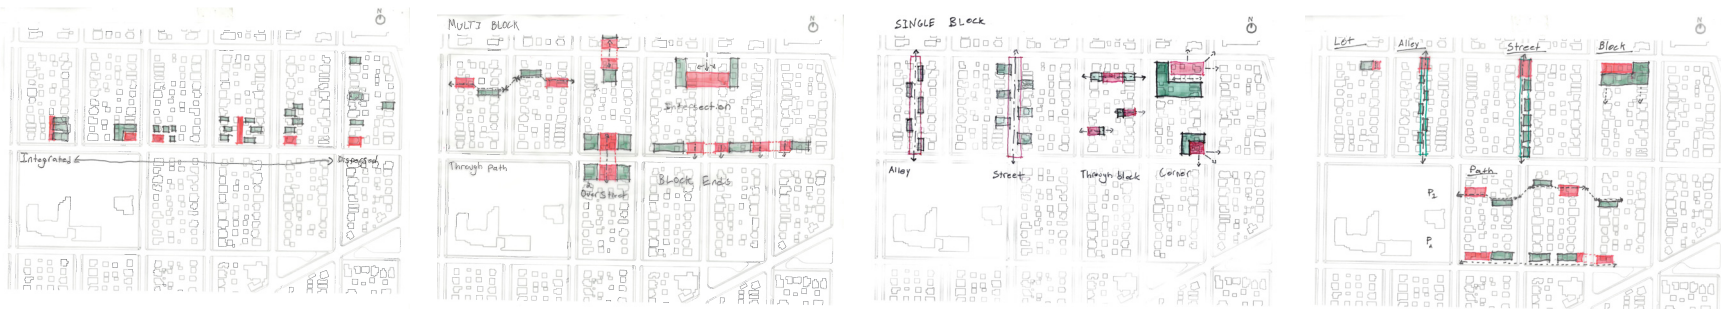 N
Integrated
Dispersed
MULTI BLOCK
N
Intersection
Through path
Over Street
Block Ends
SINGLE Block
N
Alley
Street
Through block
Corner
N
Lot
Alley
Street
Block
Path
P1